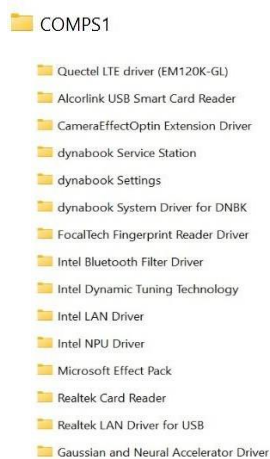 COMPS1
Quectel LTE driver (EM120K-GL)
Alcorlink USB Smart Card Reader
CameraEffectOptin Extension Driver
dynabook Service Station
dynabook Settings
dynabook System Driver for DNBK
FocalTech Fingerprint Reader Driver
Intel Bluetooth Filter Driver
Intel Dynamic Tuning Technology
Intel LAN Driver
Intel NPU Driver
Microsoft Effect Pack
Realtek Card Reader
Realtek LAN Driver for USB
Gaussian and Neural Accelerator Driver